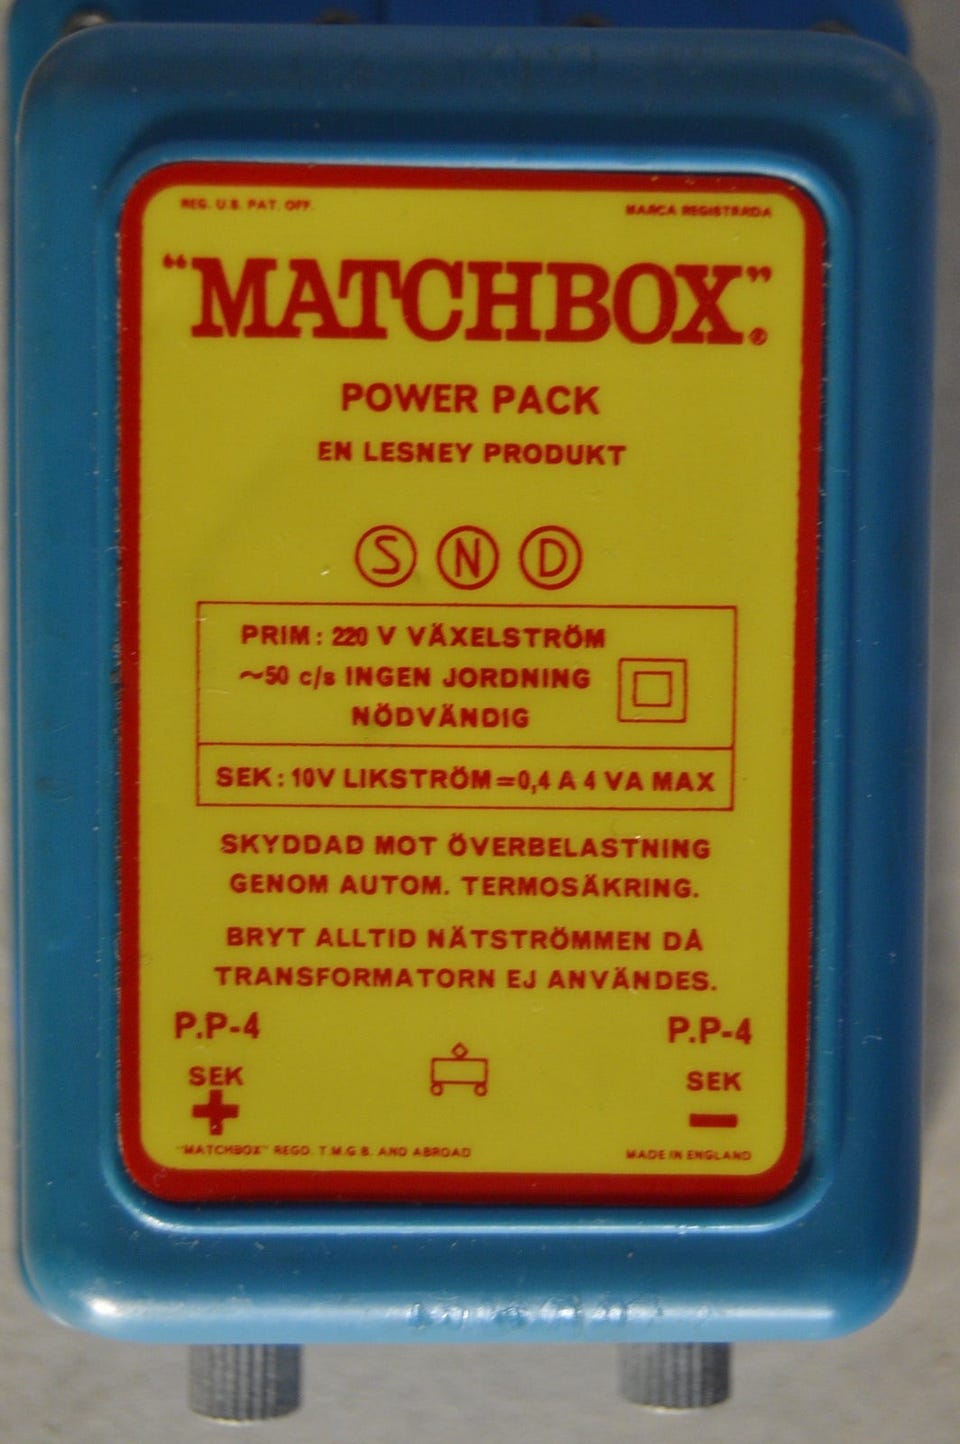 REG. U.S. PAT. OFF.
MARCA REGISTRADA
"MATCHBOX"®
POWER PACK
EN LESNEY PRODUKT
S N D
PRIM: 220 V VÄXELSTRÖM
~50 c/s INGEN JORDNING
NÖDVÄNDIG
SEK: 10V LIKSTRÖM=0,4 A 4 VA MAX
SKYDDAD MOT ÖVERBELASTNING
GENOM AUTOM. TERMOSÄKRING.
BRYT ALLTID NÄTSTRÖMMEN DÅ
TRANSFORMATORN EJ ANVÄNDES.
P.P-4
P.P-4
SEK
SEK
+
-
"MATCHBOX" REGD. T.M.G B. AND ABROAD
MADE IN ENGLAND